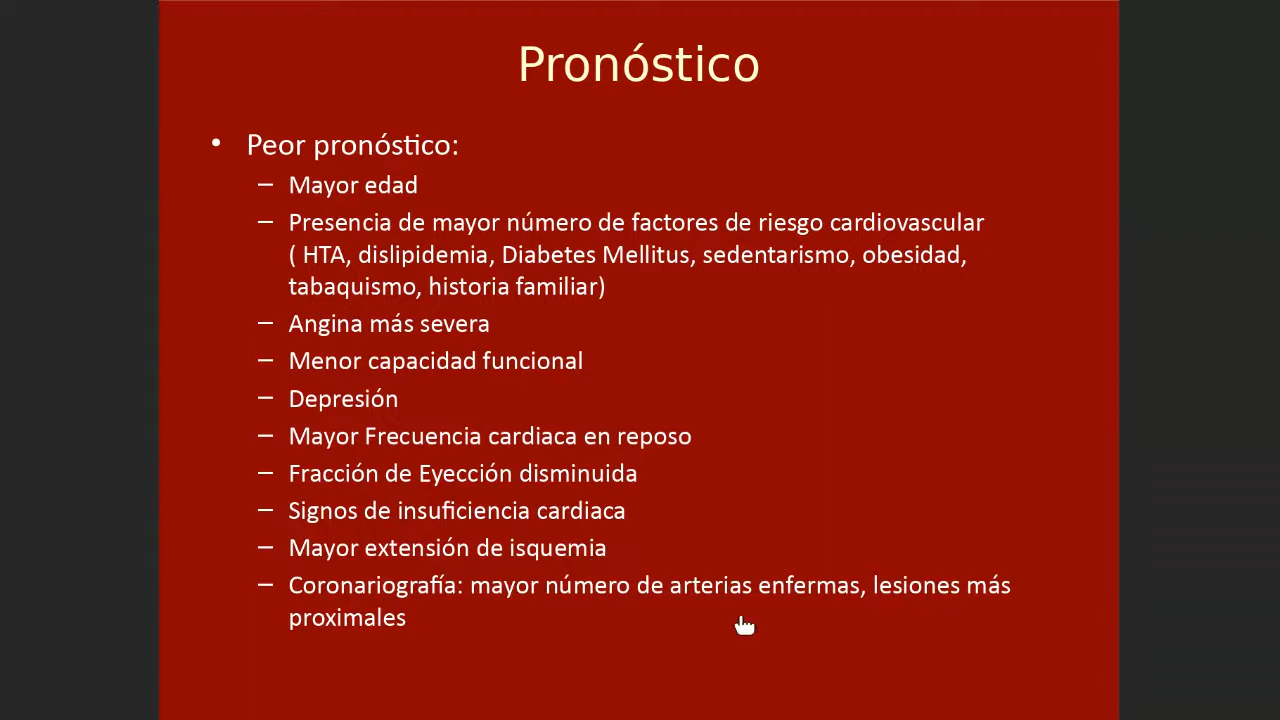 Pronóstico
• Peor pronóstico:
– Mayor edad
– Presencia de mayor número de factores de riesgo cardiovascular
( HTA, dislipidemia, Diabetes Mellitus, sedentarismo, obesidad,
tabaquismo, historia familiar)
– Angina más severa
– Menor capacidad funcional
– Depresión
– Mayor Frecuencia cardiaca en reposo
– Fracción de Eyección disminuida
– Signos de insuficiencia cardiaca
– Mayor extensión de isquemia
– Coronariografía: mayor número de arterias enfermas, lesiones más
proximales